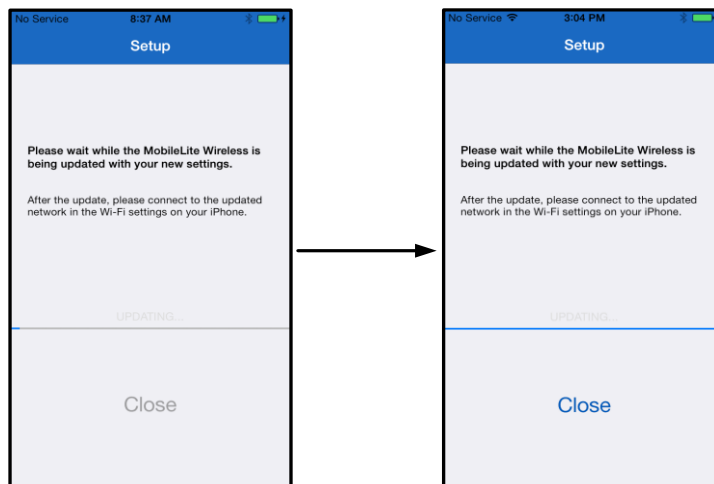 No Service 8:37 AM
Setup
Please wait while the MobileLite Wireless is
being updated with your new settings.
After the update, please connect to the updated
network in the Wi-Fi settings on your iPhone.
UPDATING...
Close
No Service 3:04 PM
Setup
Please wait while the MobileLite Wireless is
being updated with your new settings.
After the update, please connect to the updated
network in the Wi-Fi settings on your iPhone.
UPDATING...
Close